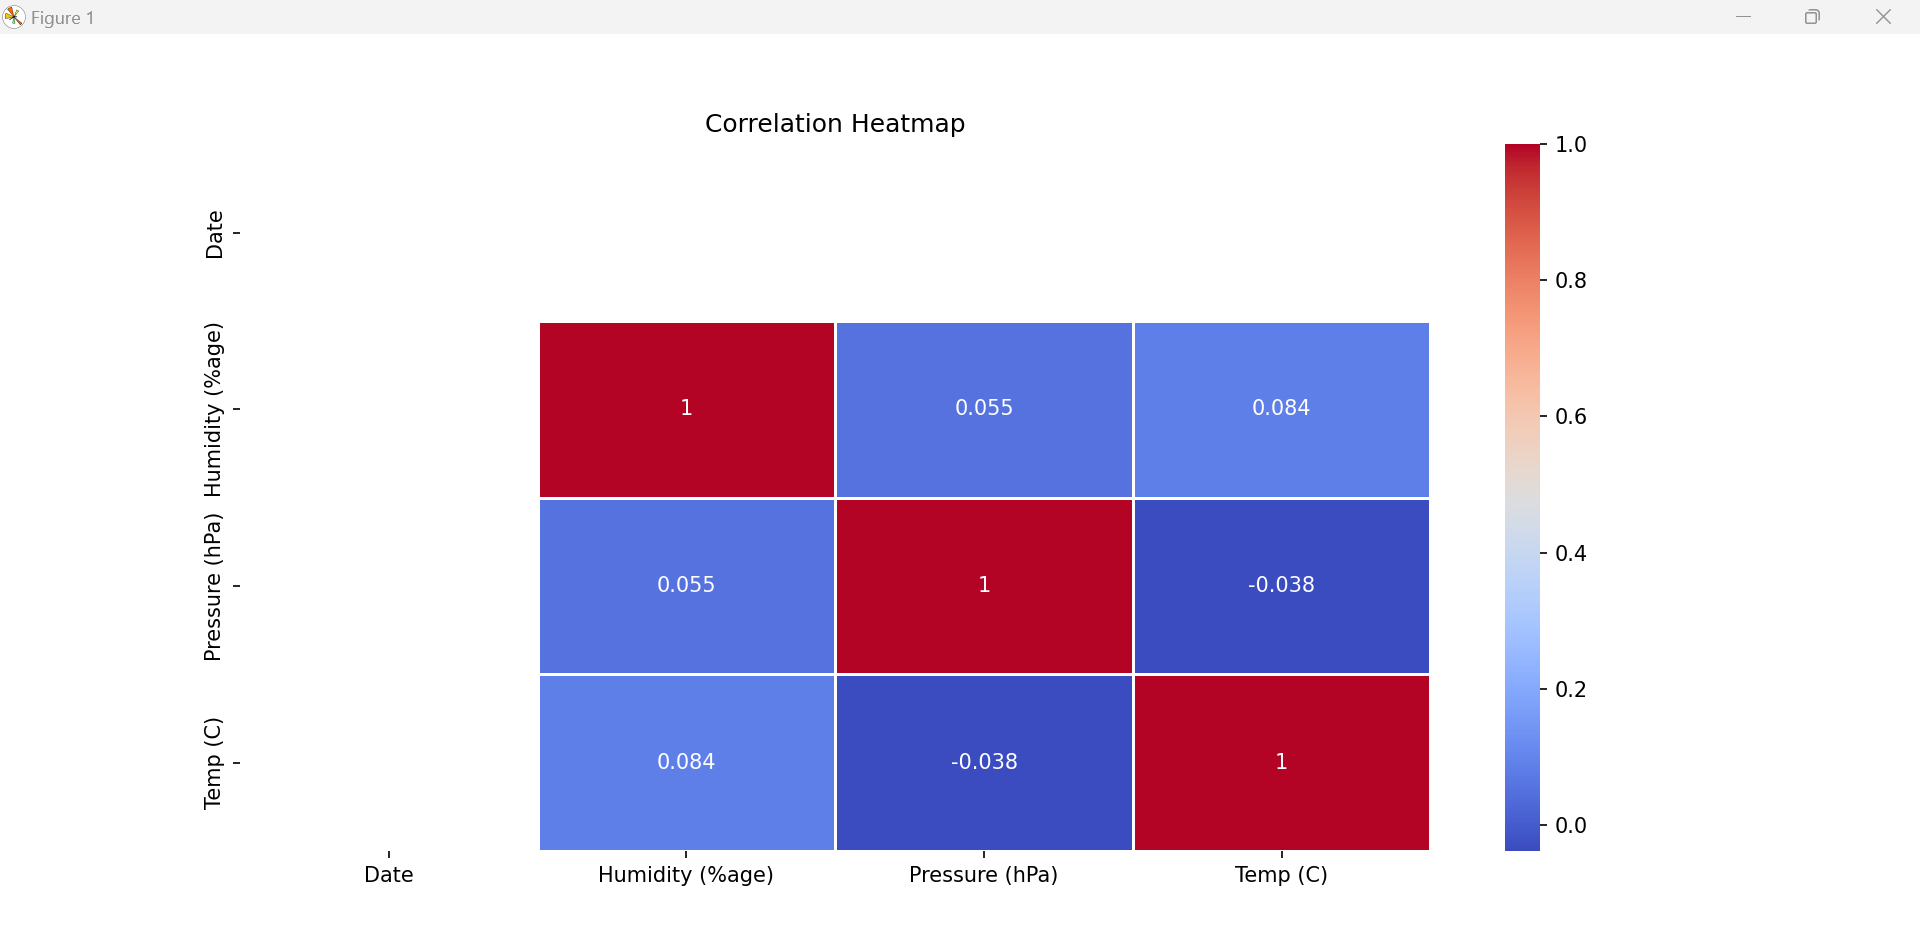 Figure 1
Correlation Heatmap
Date
Humidity (%age)
Pressure (hPa)
Temp (C)
1 0.055 0.084
0.055 1 -0.038
0.084 -0.038 1
Date Humidity (%age) Pressure (hPa) Temp (C)
1.0
0.8
0.6
0.4
0.2
0.0